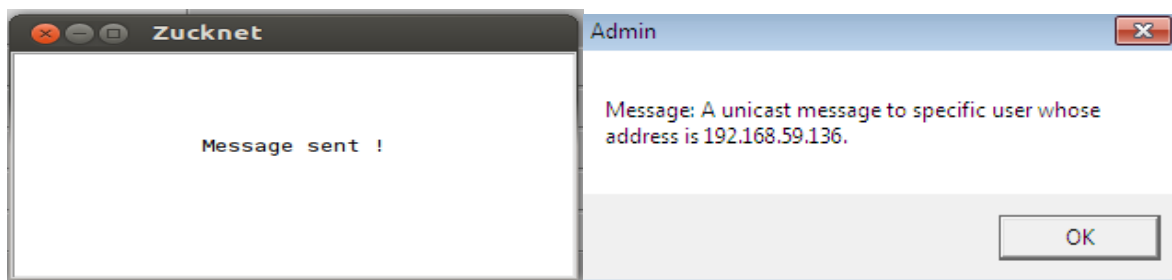 Zucknet
Message sent !
Admin
Message: A unicast message to specific user whose
address is 192.168.59.136.
OK